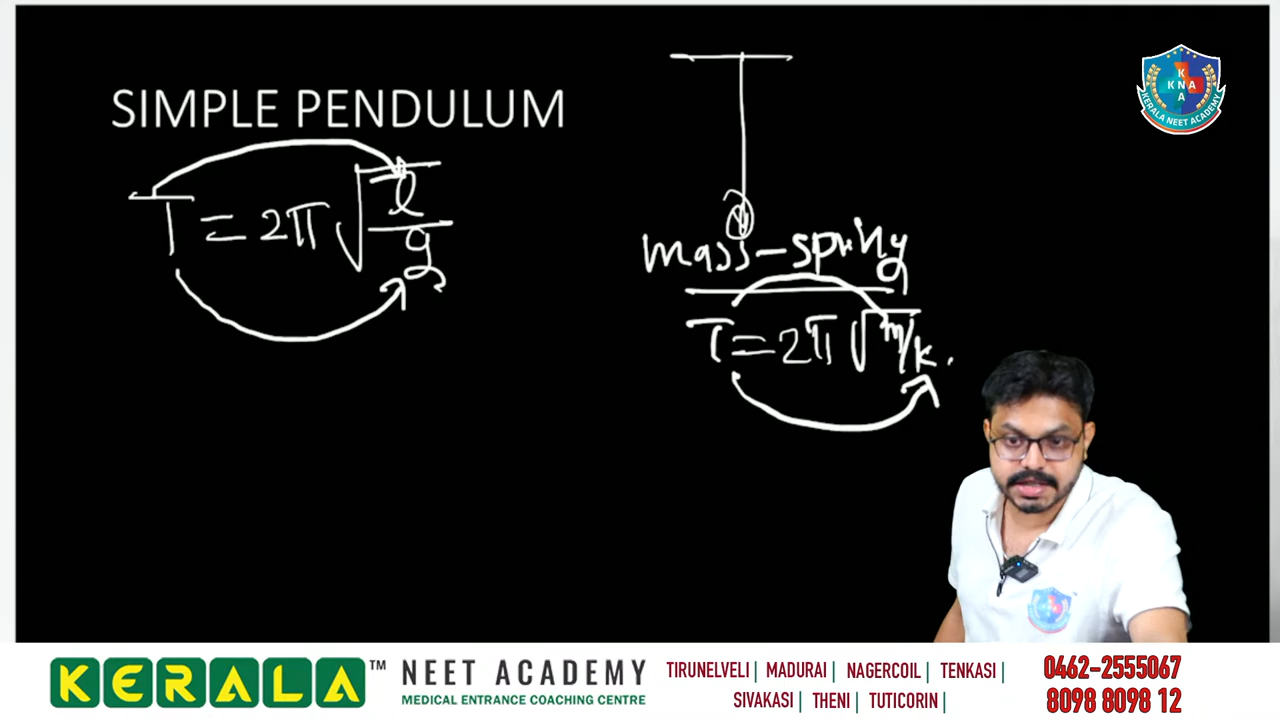 SIMPLE PENDULUM
T = 2π √l/g
mass - spring
T = 2π √m/k.
K
K N A
A
KERALA NEET ACADEMY
KERALA™
NEET ACADEMY
MEDICAL ENTRANCE COACHING CENTRE
TIRUNELVELI | MADURAI | NAGERCOIL | TENKASI |
SIVAKASI | THENI | TUTICORIN |
0462-2555067
8098 8098 12